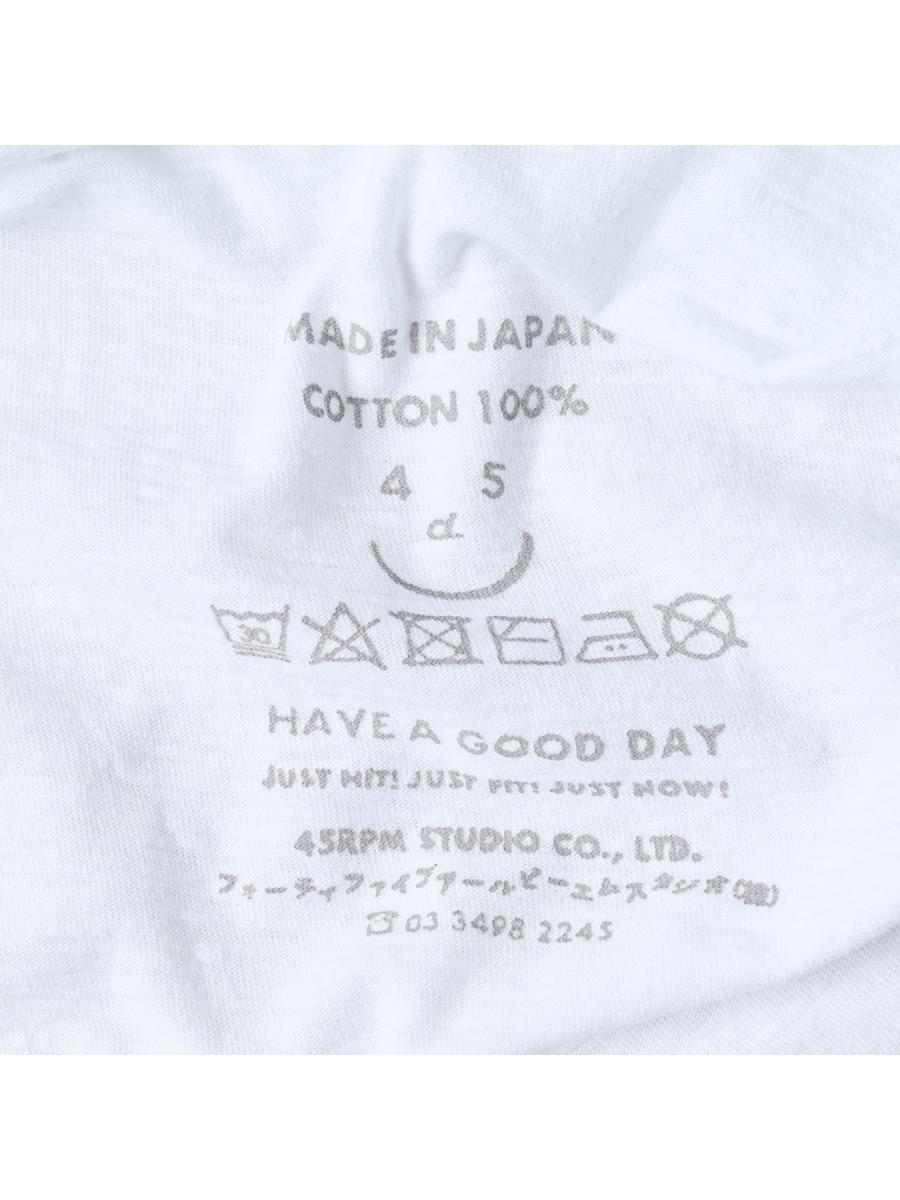 MADE IN JAPAN
COTTON 100%
4 5
d.
30
HAVE A GOOD DAY
JUST HIT! JUST FIT! JUST NOW!
45RPM STUDIO CO., LTD.
フォーティファイブアールピーエムスタジオ(株)
☎03 3498 2245